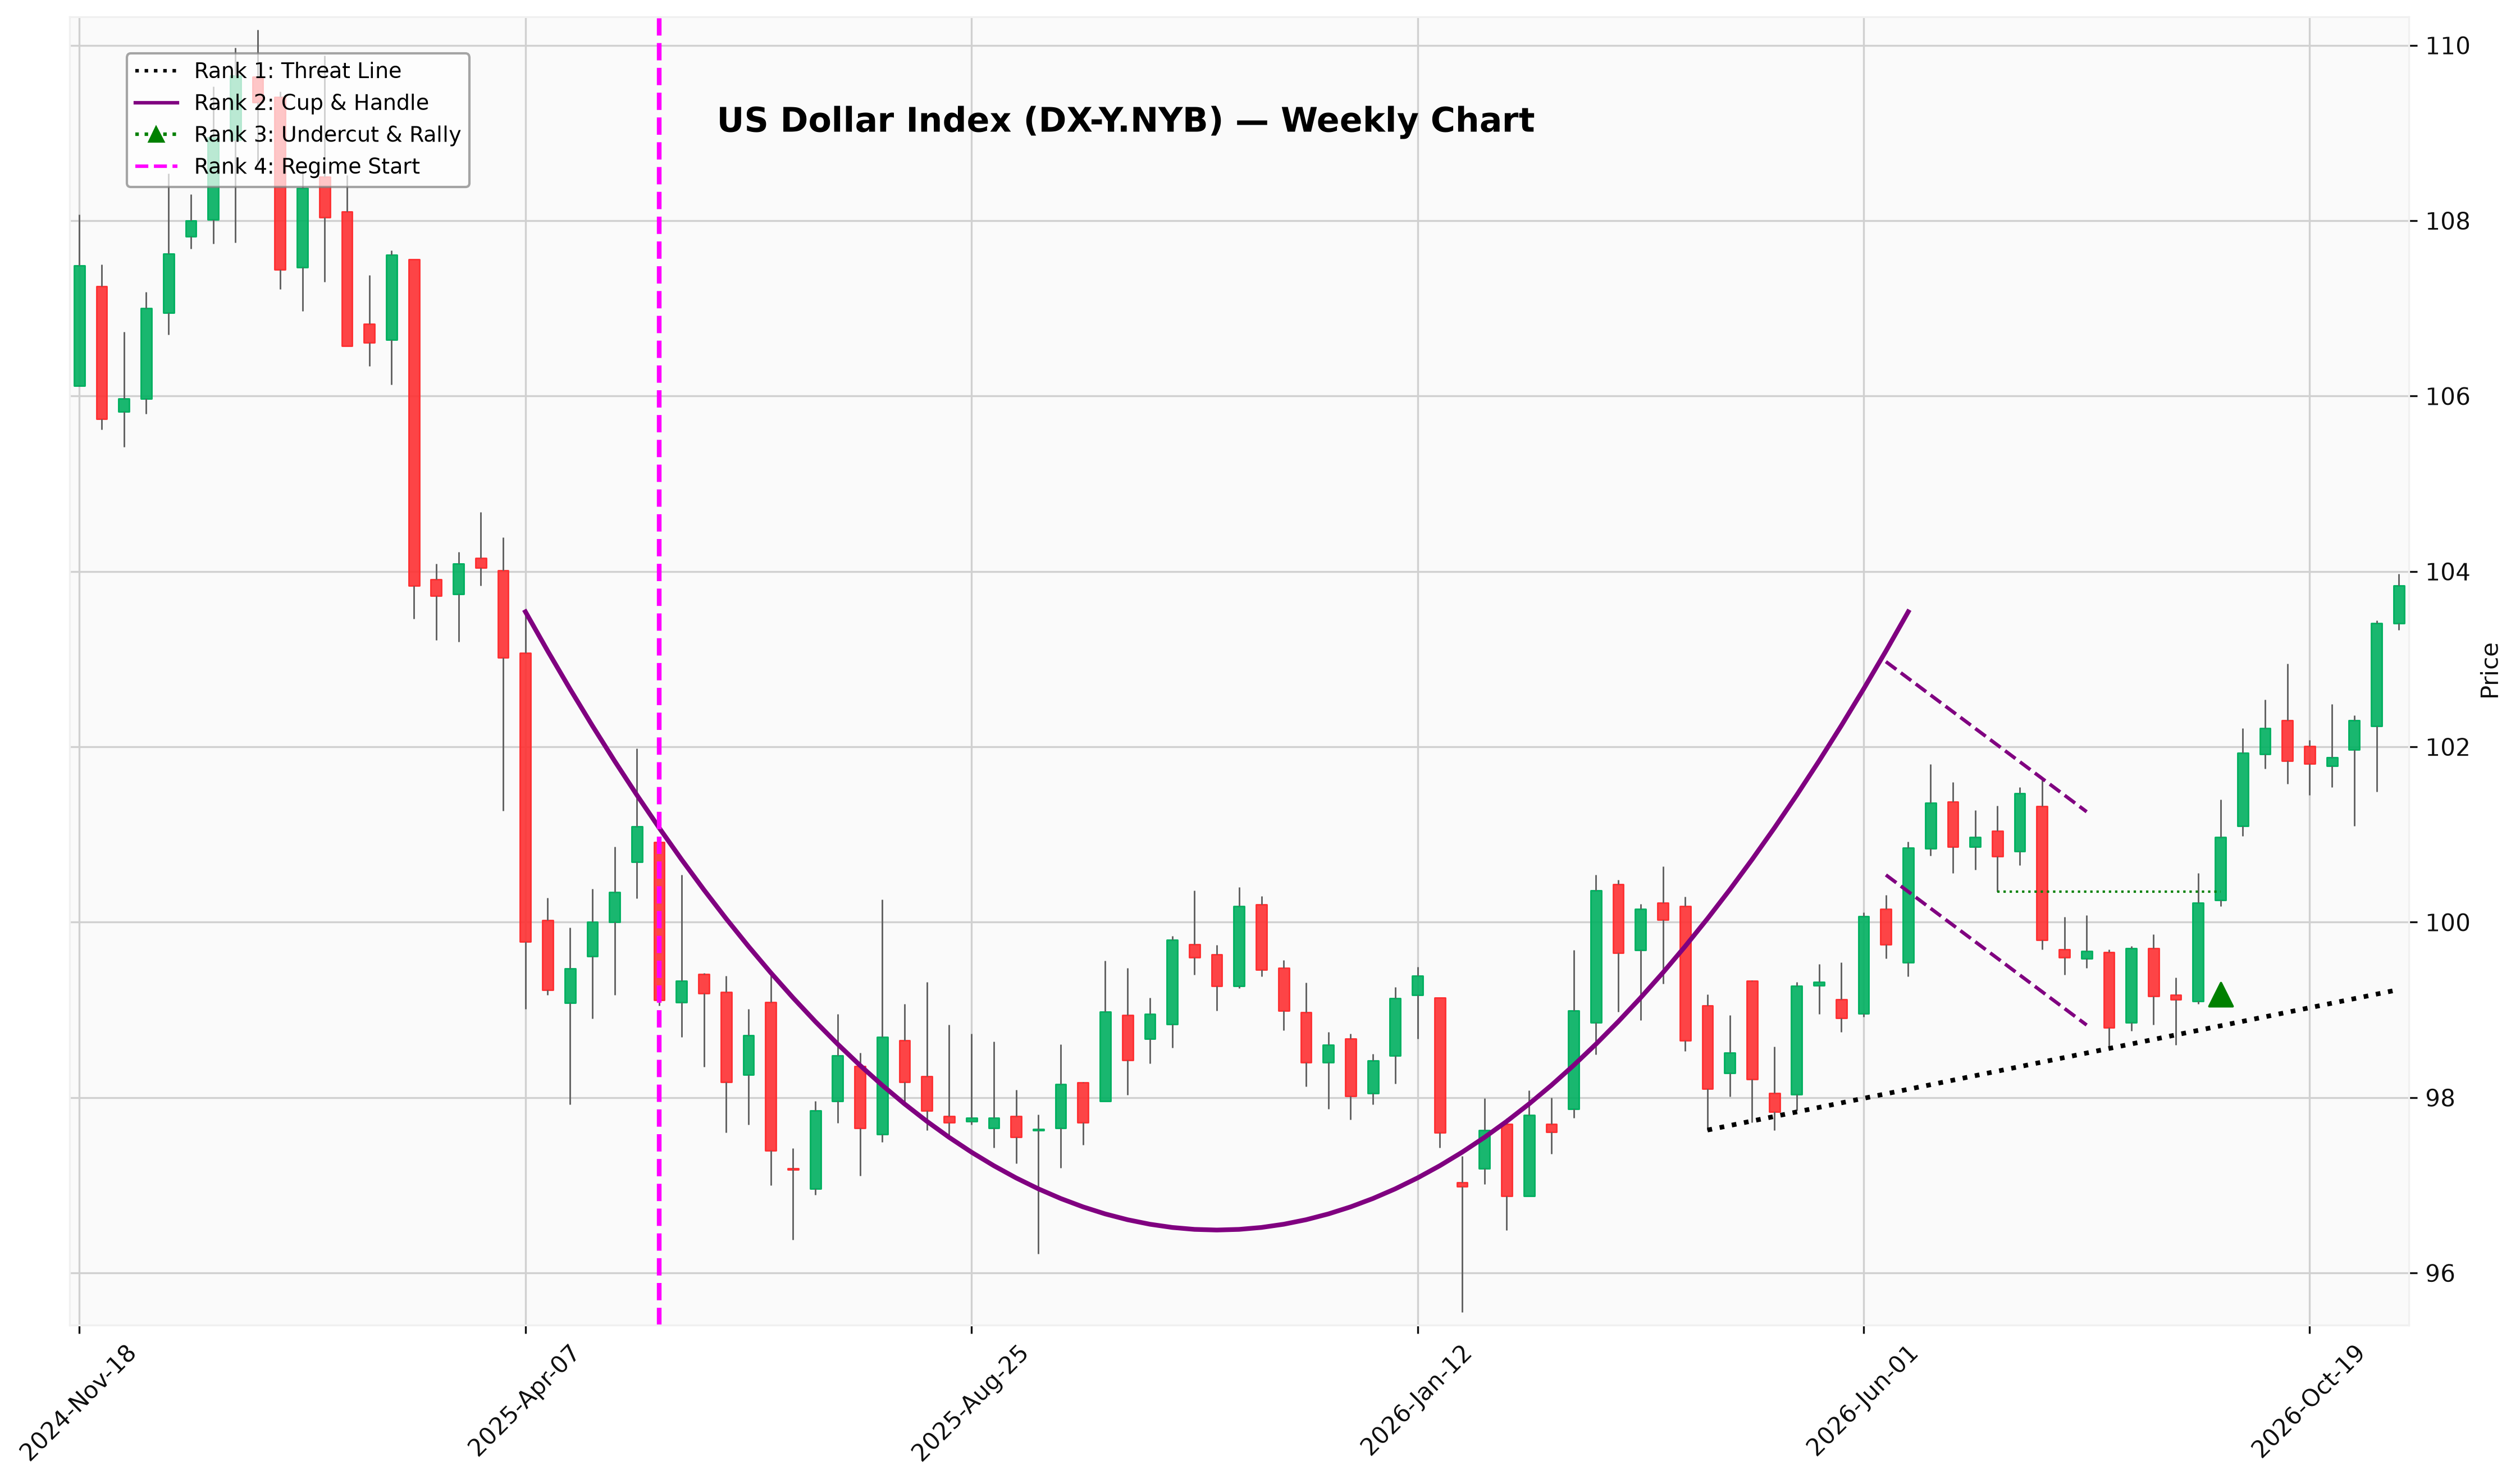 Rank 1: Threat Line
Rank 2: Cup & Handle
Rank 3: Undercut & Rally
Rank 4: Regime Start
US Dollar Index (DX-Y.NYB) — Weekly Chart
110
108
106
104
102
100
98
96
Price
2024-Nov-18
2025-Apr-07
2025-Aug-25
2026-Jan-12
2026-Jun-01
2026-Oct-19